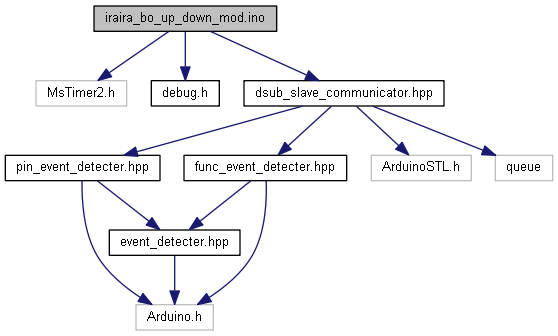 iraira_bo_up_down_mod.ino
MsTimer2.h
debug.h
dsub_slave_communicator.hpp
pin_event_detecter.hpp
func_event_detecter.hpp
ArduinoSTL.h
queue
event_detecter.hpp
Arduino.h